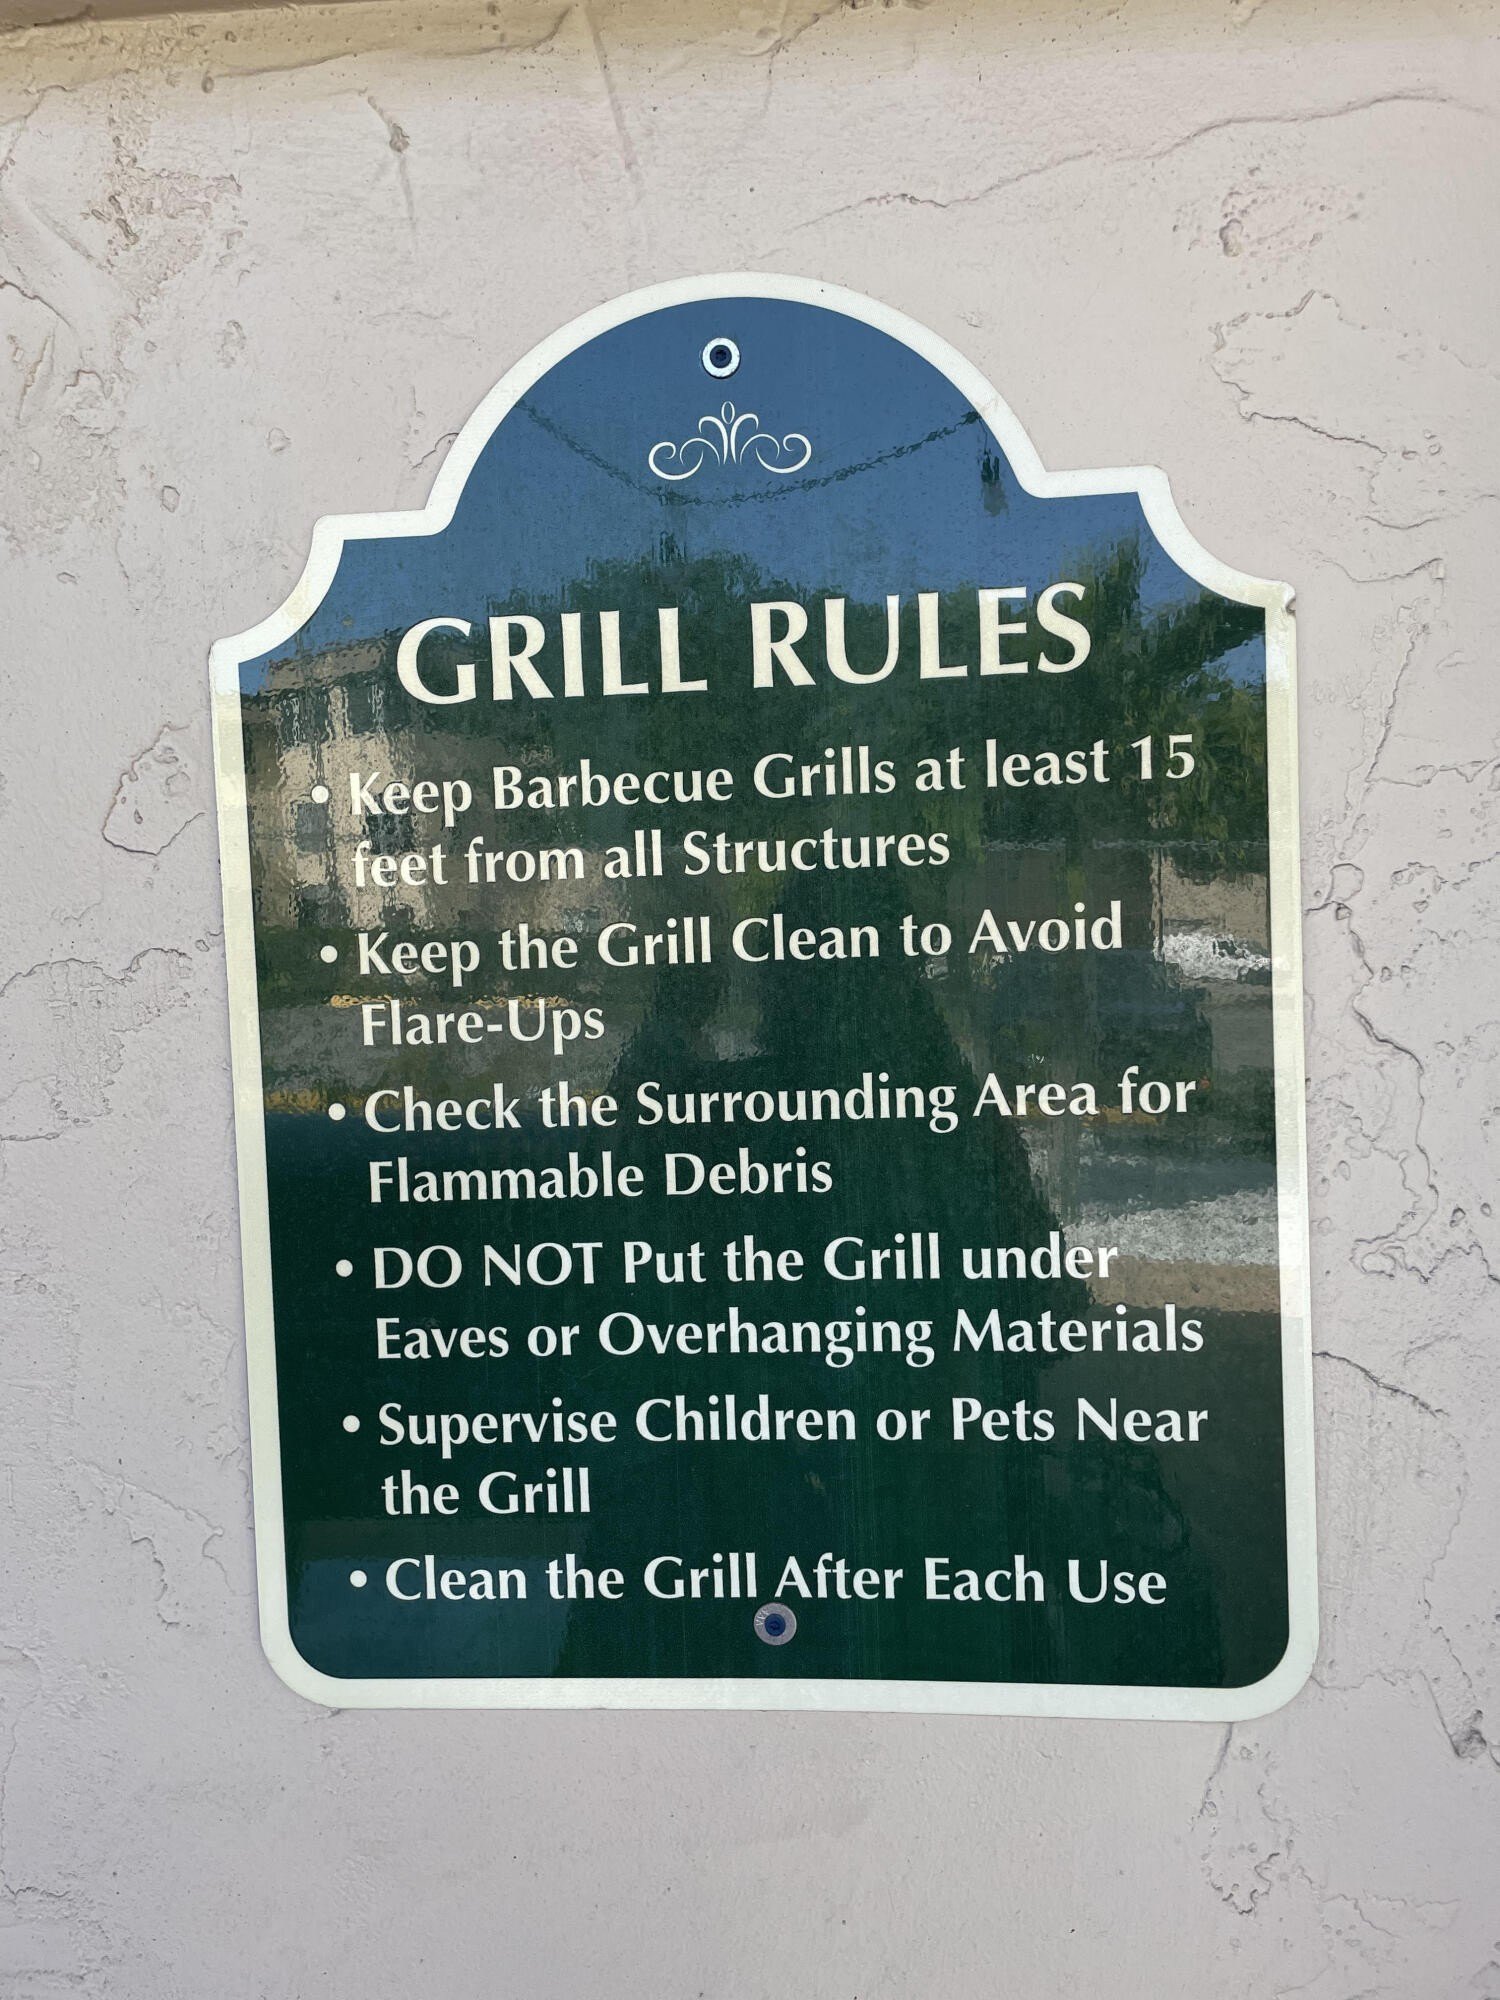 GRILL RULES
• Keep Barbecue Grills at least 15
feet from all Structures
• Keep the Grill Clean to Avoid
Flare-Ups
• Check the Surrounding Area for
Flammable Debris
• DO NOT Put the Grill under
Eaves or Overhanging Materials
• Supervise Children or Pets Near
the Grill
• Clean the Grill After Each Use